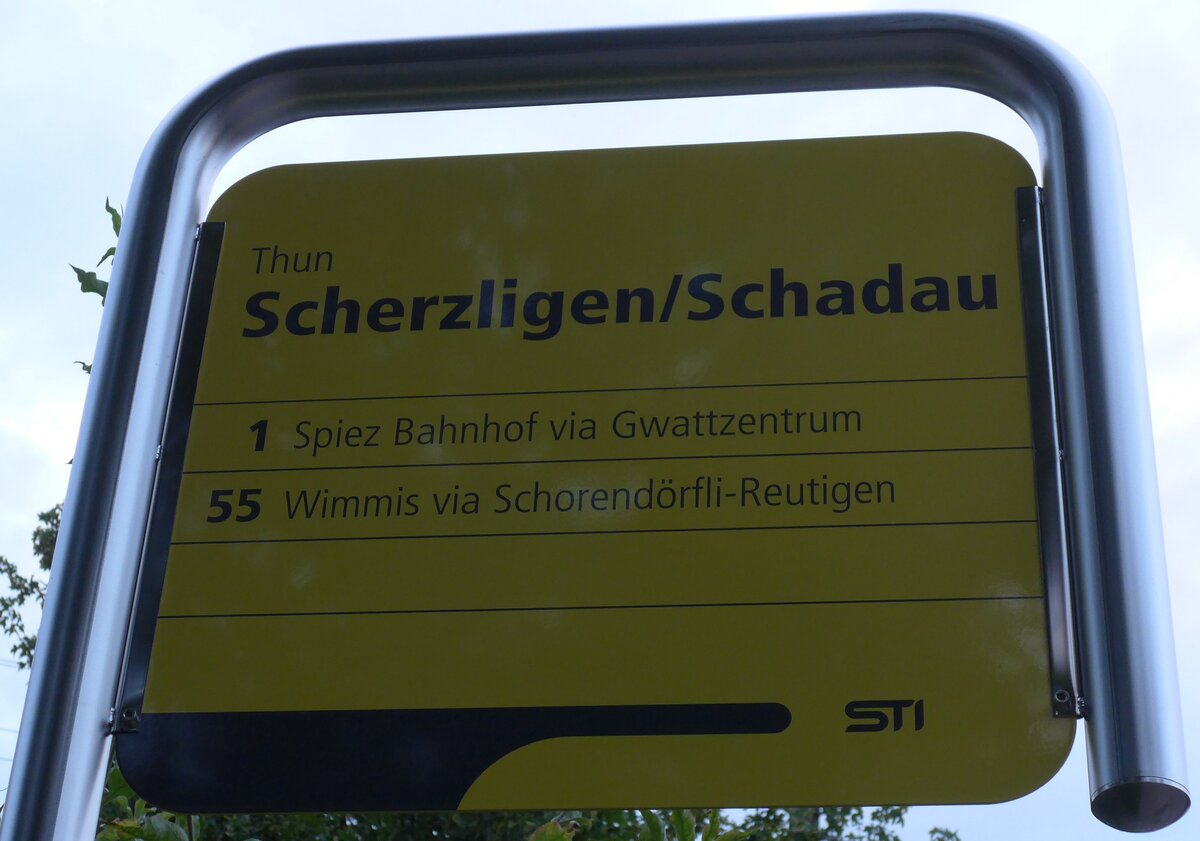 Thun
Scherzligen/Schadau
1 Spiez Bahnhof via Gwattzentrum
55 Wimmis via Schorendörfli-Reutigen
STI